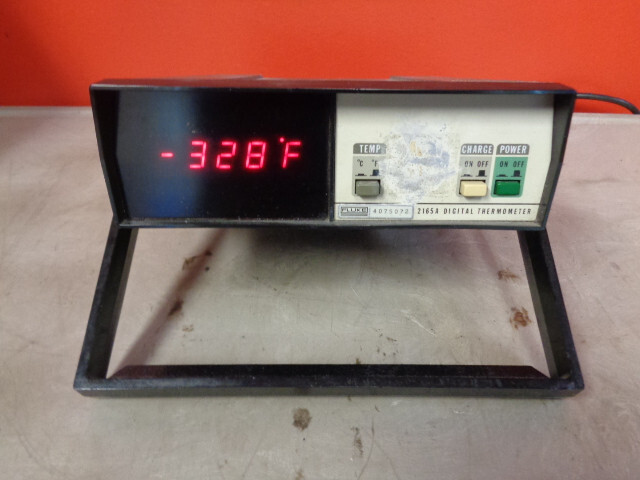 -328°F
TEMP CHARGE POWER
°C °F ON OFF ON OFF
FLUKE 2165A DIGITAL THERMOMETER